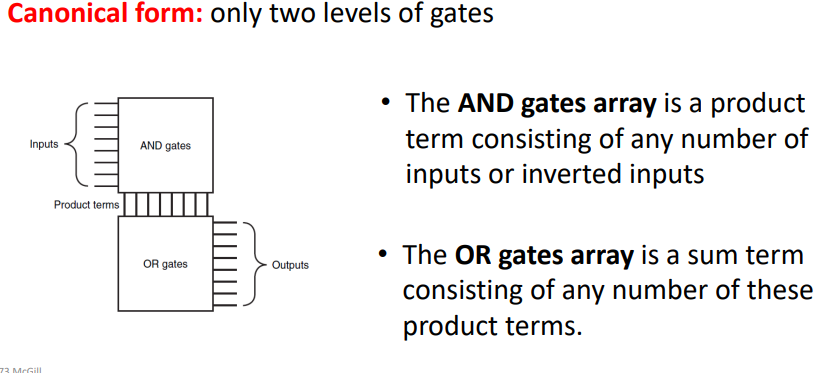 Canonical form: only two levels of gates
Inputs
AND gates
Product terms
OR gates
Outputs
• The AND gates array is a product
term consisting of any number of
inputs or inverted inputs
• The OR gates array is a sum term
consisting of any number of these
product terms.
73 McGill